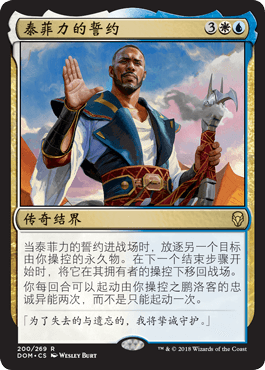 泰菲力的誓约 3
传奇结界
当泰菲力的誓约进战场时，放逐另一个目标
由你操控的永久物。在下一个结束步骤开
始时，将它在其拥有者的操控下移回战场。
你每回合可以起动由你操控之鹏洛客的忠
诚异能两次，而不是只能起动一次。
「为了失去的与遗忘的，我将挚诚守护。」
200/269 R
DOM • CS Wesley Burt
™ & © 2018 Wizards of the Coast